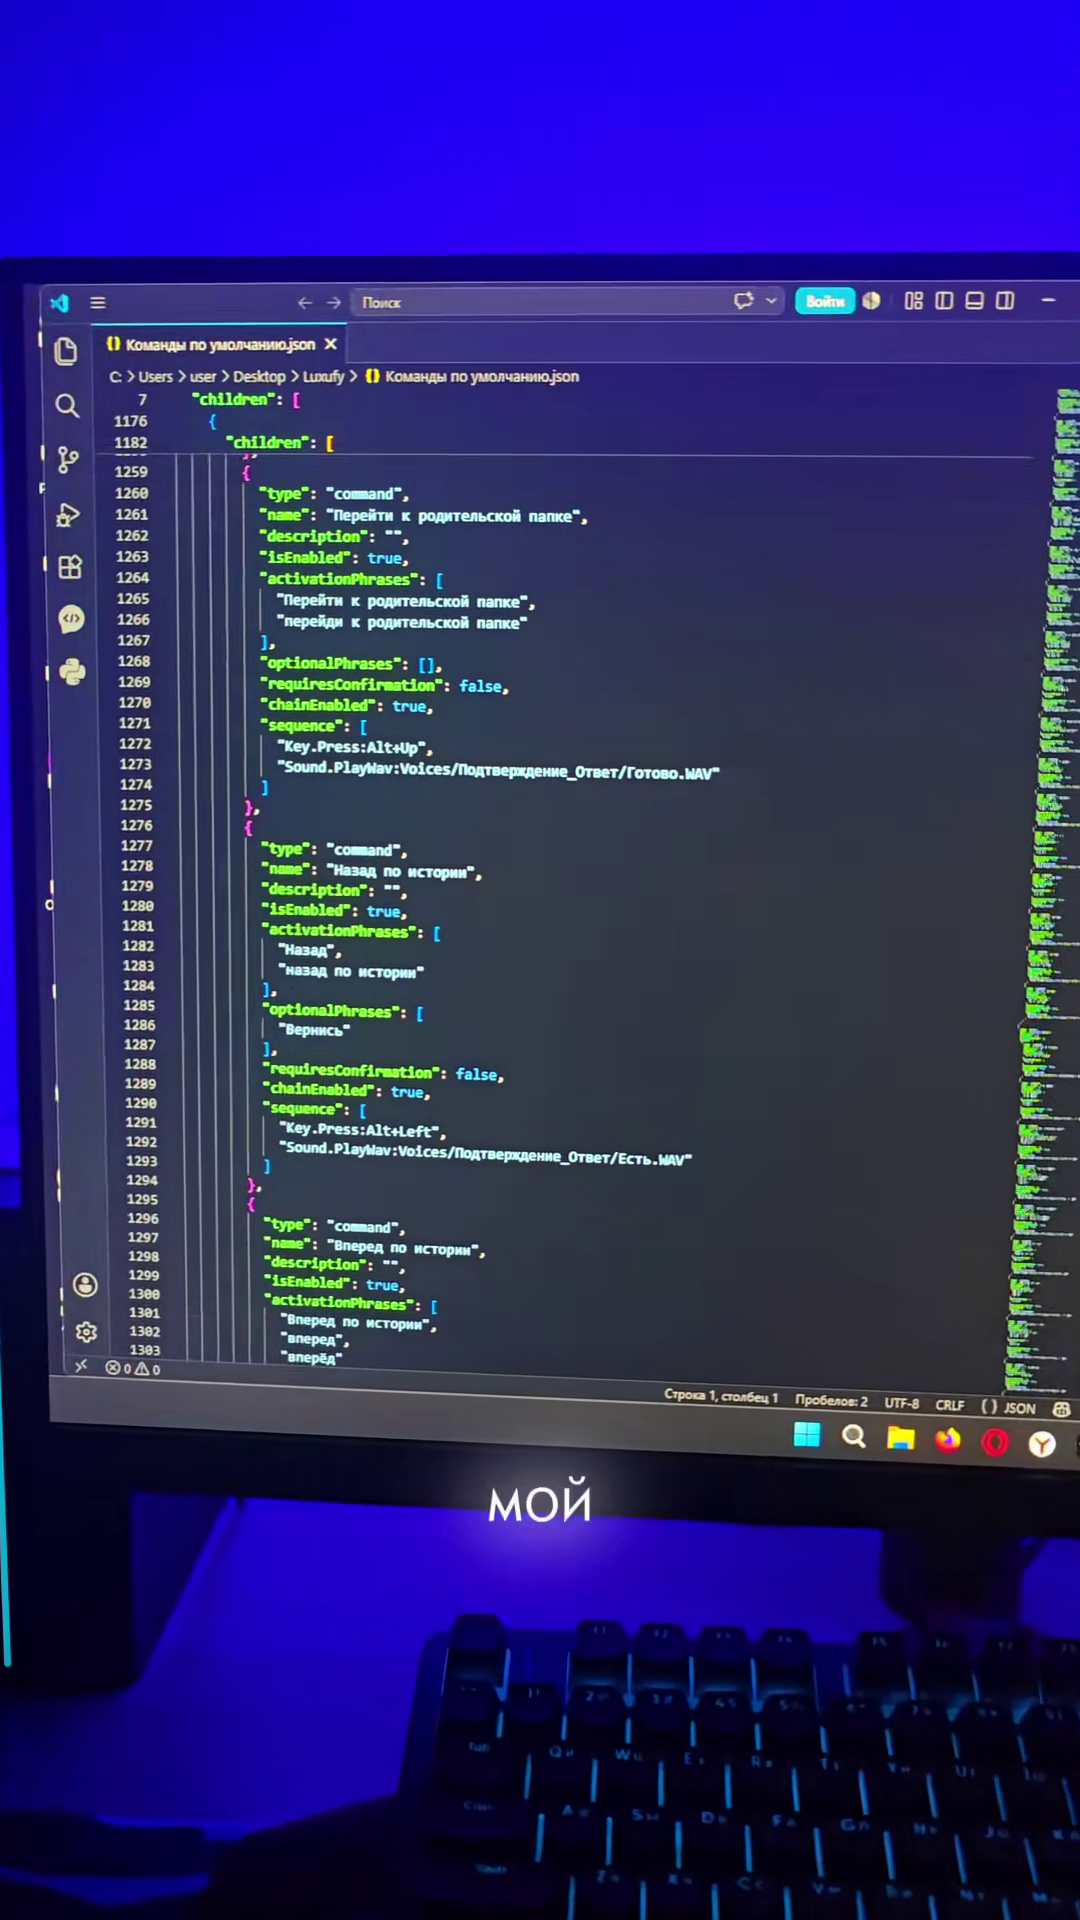 Поиск
Войти
Команды по умолчанию.json
C: > Users > user > Desktop > Luxufy > {} Команды по умолчанию.json
7 "children": [
1176 {
1182 "children": [
1259 {
1260 "type": "command",
1261 "name": "Перейти к родительской папке",
1262 "description": "",
1263 "isEnabled": true,
1264 "activationPhrases": [
1265 "Перейти к родительской папке",
1266 "перейди к родительской папке"
1267 ],
1268 "optionalPhrases": [],
1269 "requiresConfirmation": false,
1270 "chainEnabled": true,
1271 "sequence": [
1272 "Key.Press:Alt+Up",
1273 "Sound.PlayWav:Voices/Подтверждение_Ответ/Готово.WAV"
1274 ]
1275 },
1276 {
1277 "type": "command",
1278 "name": "Назад по истории",
1279 "description": "",
1280 "isEnabled": true,
1281 "activationPhrases": [
1282 "Назад",
1283 "назад по истории"
1284 ],
1285 "optionalPhrases": [
1286 "Вернись"
1287 ],
1288 "requiresConfirmation": false,
1289 "chainEnabled": true,
1290 "sequence": [
1291 "Key.Press:Alt+Left",
1292 "Sound.PlayWav:Voices/Подтверждение_Ответ/Есть.WAV"
1293 ]
1294 },
1295 {
1296 "type": "command",
1297 "name": "Вперед по истории",
1298 "description": "",
1299 "isEnabled": true,
1300 "activationPhrases": [
1301 "Вперед по истории",
1302 "вперед",
1303 "вперёд"
0 0
Строка 1, столбец 1 Пробелов: 2 UTF-8 CRLF {} JSON
МОЙ